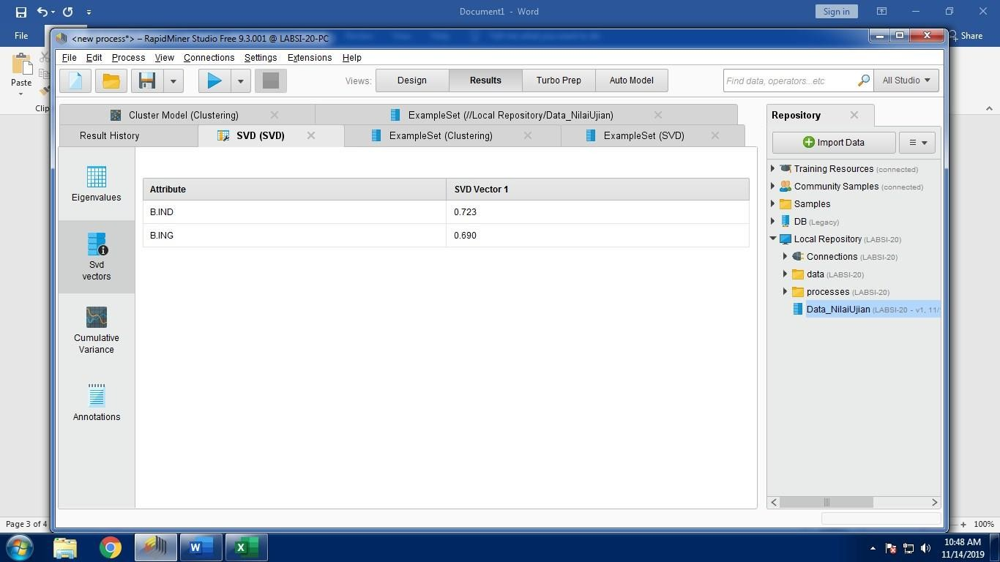 Document1 - Word
Sign in
File
Share
Paste
Clip
<new process*> – RapidMiner Studio Free 9.3.001 @ LABSI-20-PC
File Edit Process View Connections Settings Extensions Help
Views: Design Results Turbo Prep Auto Model
Find data, operators...etc
All Studio
Cluster Model (Clustering)
ExampleSet (//Local Repository/Data_NilaiUjian)
Result History
SVD (SVD)
ExampleSet (Clustering)
ExampleSet (SVD)
Eigenvalues
Svd
vectors
Cumulative
Variance
Annotations
Attribute SVD Vector 1
B.IND 0.723
B.ING 0.690
Repository
Import Data
Training Resources (connected)
Community Samples (connected)
Samples
DB (Legacy)
Local Repository (LABSI-20)
Connections (LABSI-20)
data (LABSI-20)
processes (LABSI-20)
Data_NilaiUjian (LABSI-20 - v1, 11/
Page 3 of 4
100%
10:48 AM
11/14/2019